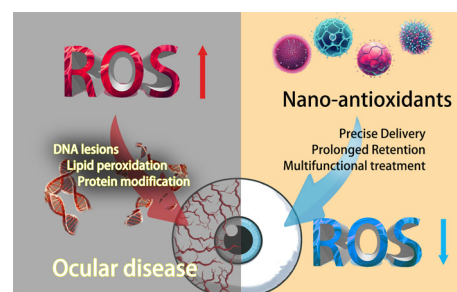 ROS
DNA lesions
Lipid peroxidation
Protein modification
Ocular disease
Nano-antioxidants
Precise Delivery
Prolonged Retention
Multifunctional treatment
ROS